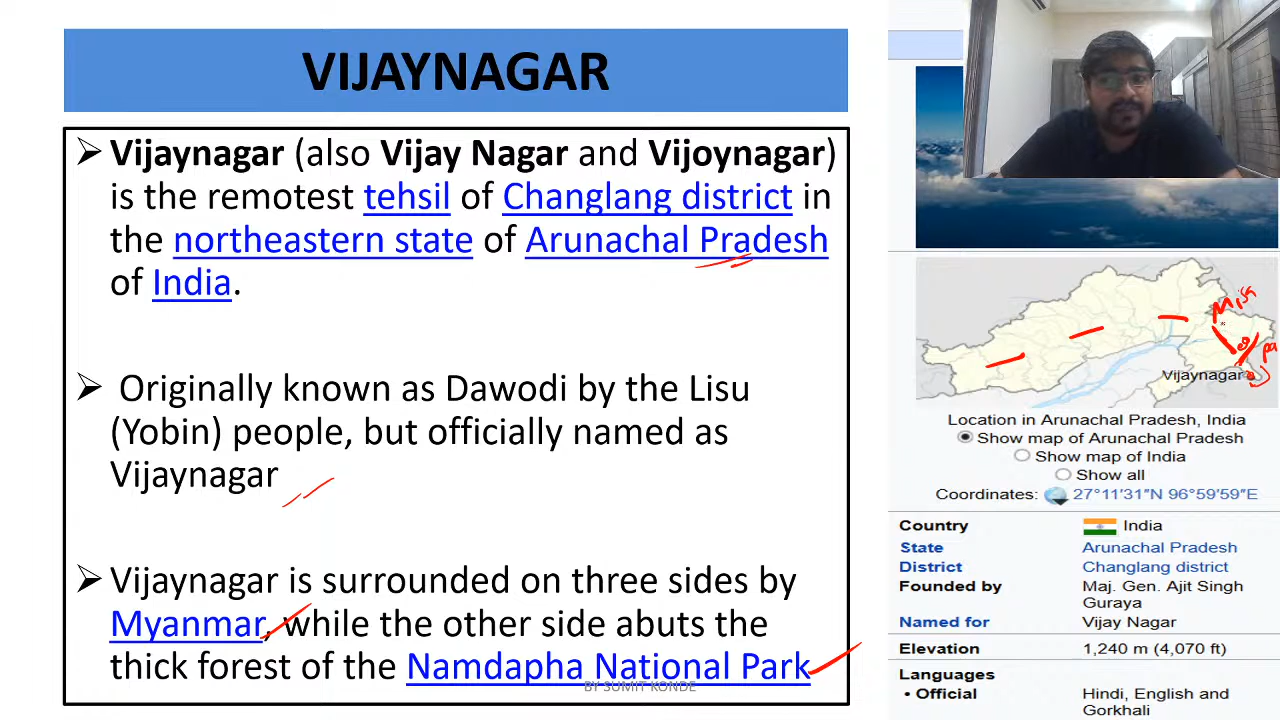 VIJAYNAGAR
➢ Vijaynagar (also Vijay Nagar and Vijoynagar)
is the remotest tehsil of Changlang district in
the northeastern state of Arunachal Pradesh
of India.
➢ Originally known as Dawodi by the Lisu
(Yobin) people, but officially named as
Vijaynagar
➢ Vijaynagar is surrounded on three sides by
Myanmar, while the other side abuts the
thick forest of the Namdapha National Park
BY SUMIT KONDE
Vijaynagar
Location in Arunachal Pradesh, India
Show map of Arunachal Pradesh
Show map of India
Show all
Coordinates: 27°11′31″N 96°59′59″E
Country India
State Arunachal Pradesh
District Changlang district
Founded by Maj. Gen. Ajit Singh
Guraya
Named for Vijay Nagar
Elevation 1,240 m (4,070 ft)
Languages
• Official Hindi, English and
Gorkhali